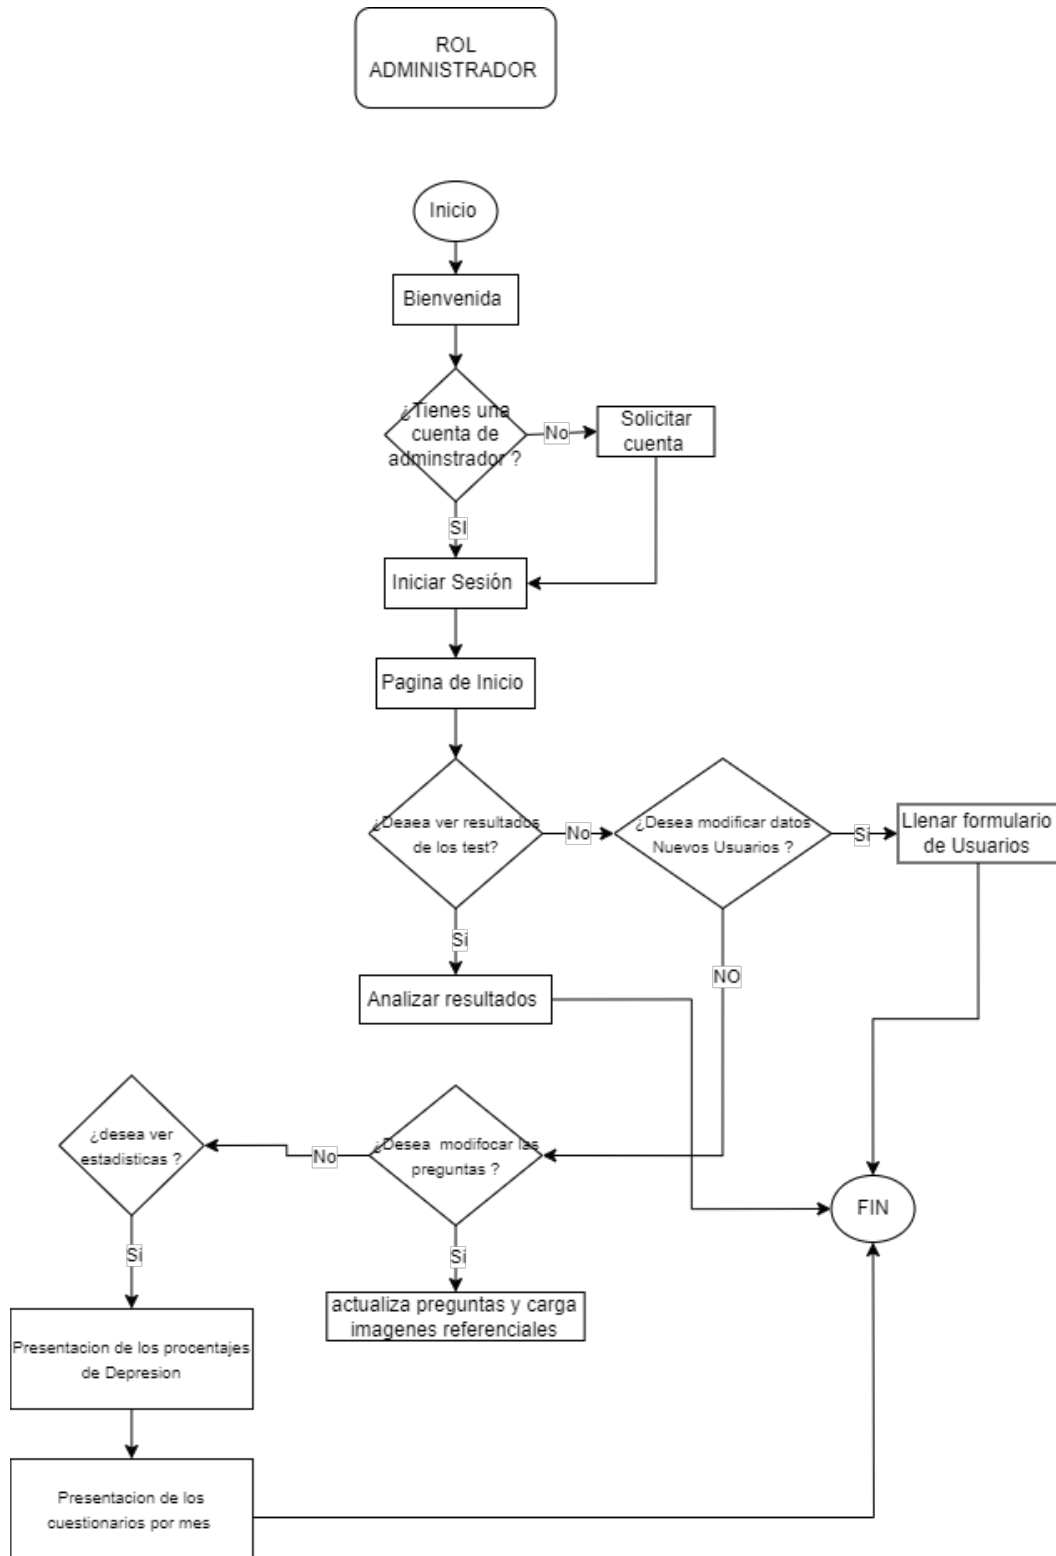 ROL
ADMINISTRADOR
Inicio
Bienvenida
¿Tienes una
cuenta de
adminstrador ?
No
Solicitar
cuenta
SI
Iniciar Sesión
Pagina de Inicio
¿Deaea ver resultados
de los test?
No
¿Desea modificar datos
Nuevos Usuarios ?
Si
Llenar formulario
de Usuarios
Si
NO
Analizar resultados
¿desea ver
estadisticas ?
No
¿Desea modifocar las
preguntas ?
FIN
Si
Si
actualiza preguntas y carga
imagenes referenciales
Presentacion de los procentajes
de Depresion
Presentacion de los
cuestionarios por mes